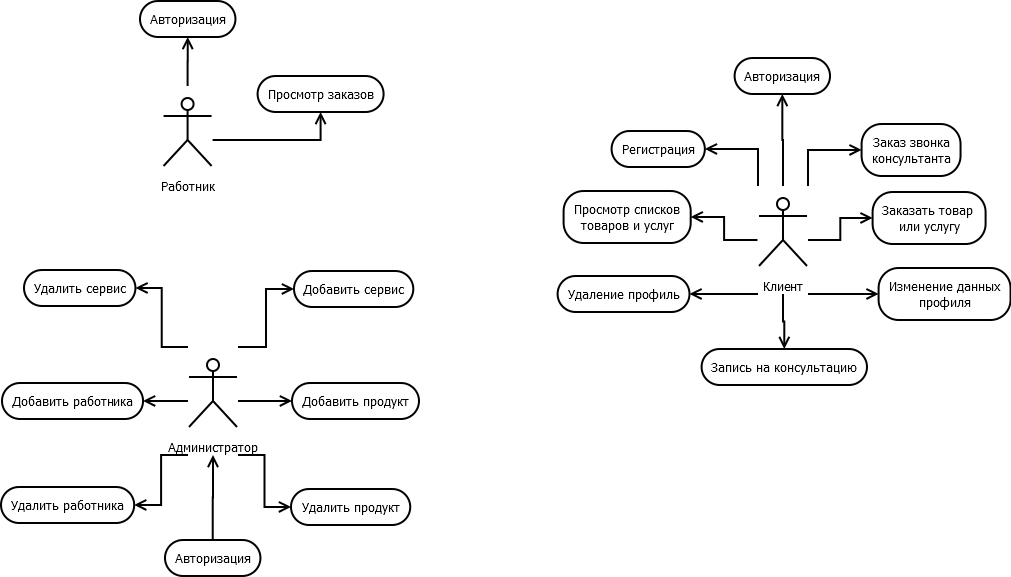 Авторизация
Просмотр заказов
Работник
Авторизация
Регистрация
Заказ звонка
консультанта
Просмотр списков
товаров и услуг
Заказать товар
или услугу
Клиент
Удаление профиль
Изменение данных
профиля
Запись на консультацию
Удалить сервис
Добавить сервис
Добавить работника
Добавить продукт
Администратор
Удалить работника
Удалить продукт
Авторизация